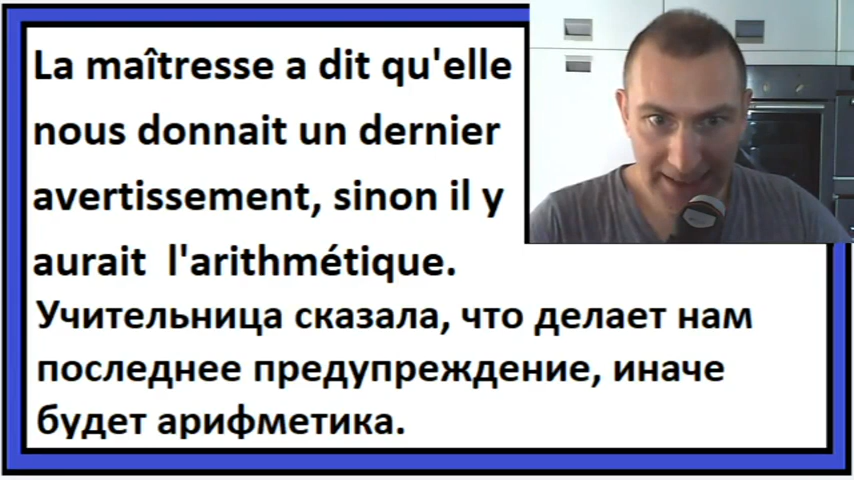 La maîtresse a dit qu'elle
nous donnait un dernier
avertissement, sinon il y
aurait l'arithmétique.
Учительница сказала, что делает нам
последнее предупреждение, иначе
будет арифметика.